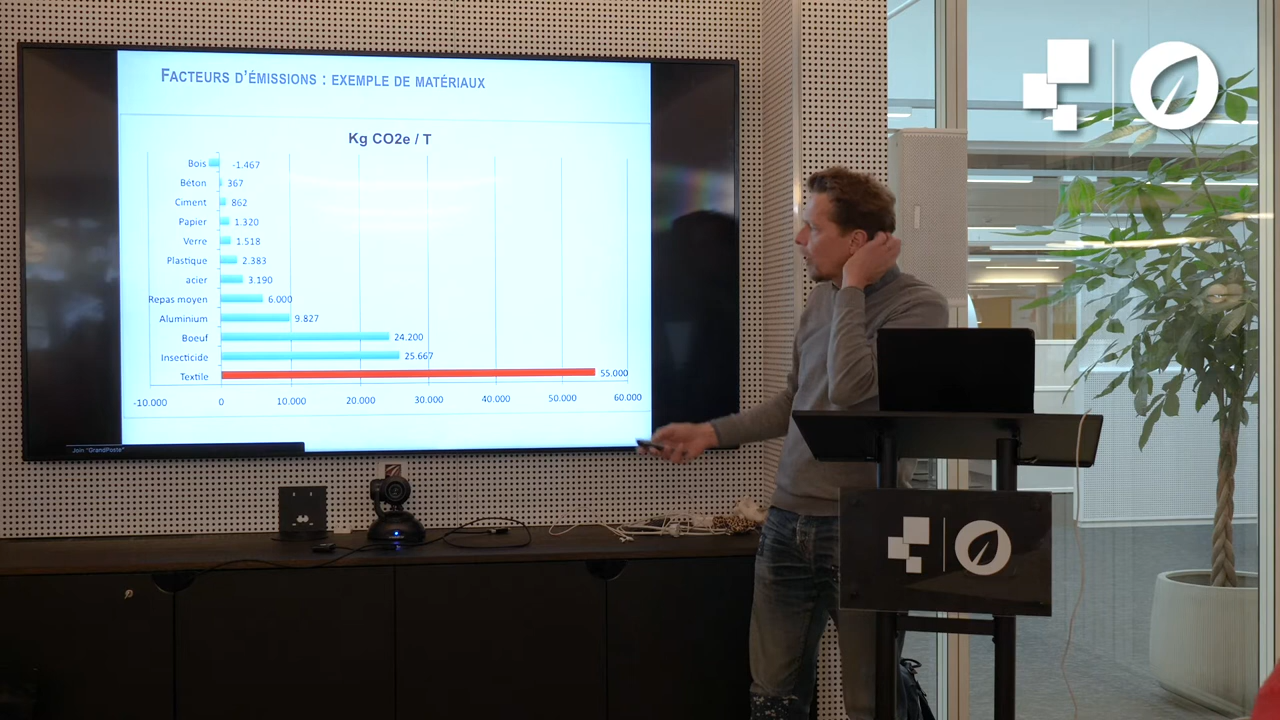 FACTEURS D'ÉMISSIONS : EXEMPLE DE MATÉRIAUX
Kg CO2e / T
Bois -1.467
Béton 367
Ciment 862
Papier 1.320
Verre 1.518
Plastique 2.383
acier 3.190
Repas moyen 6.000
Aluminium 9.827
Boeuf 24.200
Insecticide 25.667
Textile 55.000
-10.000 0 10.000 20.000 30.000 40.000 50.000 60.000
Join "GrandPoste"